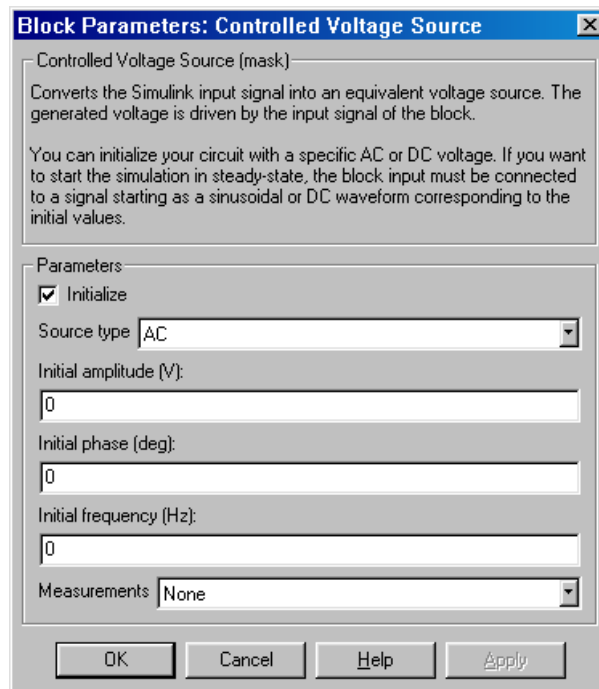 Block Parameters: Controlled Voltage Source
Controlled Voltage Source (mask)
Converts the Simulink input signal into an equivalent voltage source. The
generated voltage is driven by the input signal of the block.
You can initialize your circuit with a specific AC or DC voltage. If you want
to start the simulation in steady-state, the block input must be connected
to a signal starting as a sinusoidal or DC waveform corresponding to the
initial values.
Parameters
Initialize
Source type AC
Initial amplitude (V):
0
Initial phase (deg):
0
Initial frequency (Hz):
0
Measurements None
OK Cancel Help Apply